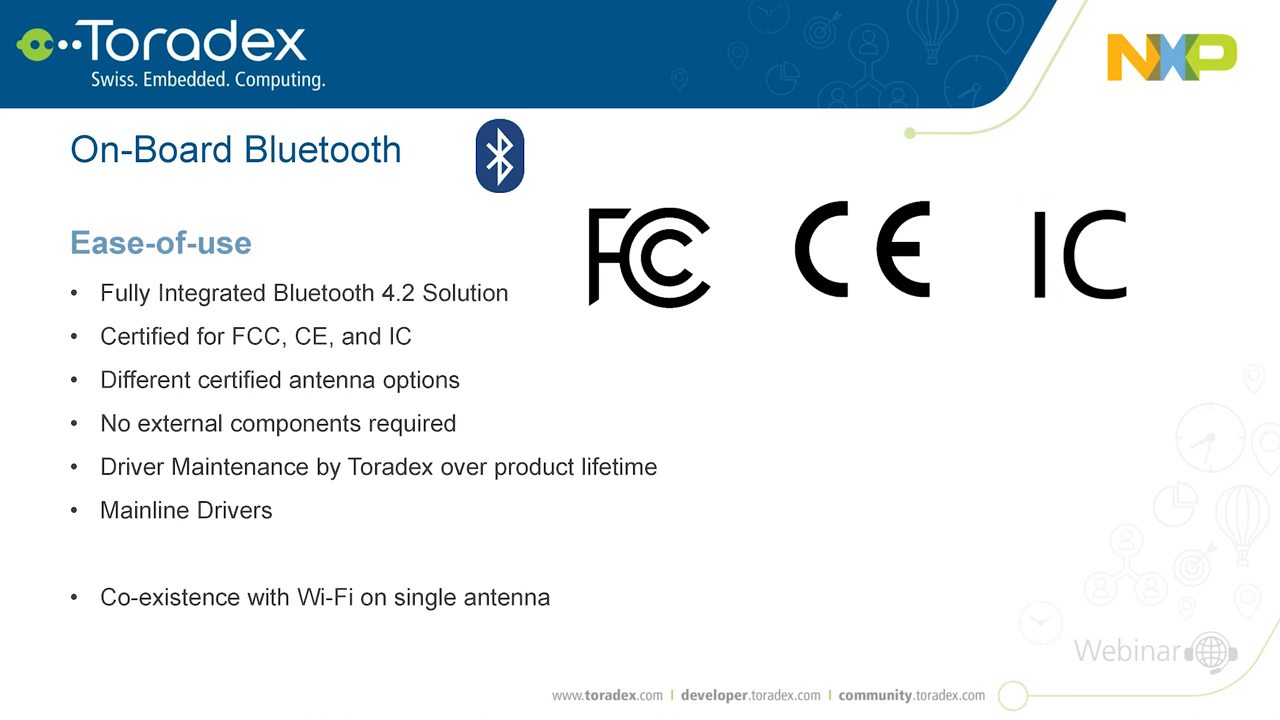 Toradex
Swiss. Embedded. Computing.
NXP
On-Board Bluetooth
FC CE IC
Ease-of-use
• Fully Integrated Bluetooth 4.2 Solution
• Certified for FCC, CE, and IC
• Different certified antenna options
• No external components required
• Driver Maintenance by Toradex over product lifetime
• Mainline Drivers
• Co-existence with Wi-Fi on single antenna
Webinar
www.toradex.com | developer.toradex.com | community.toradex.com